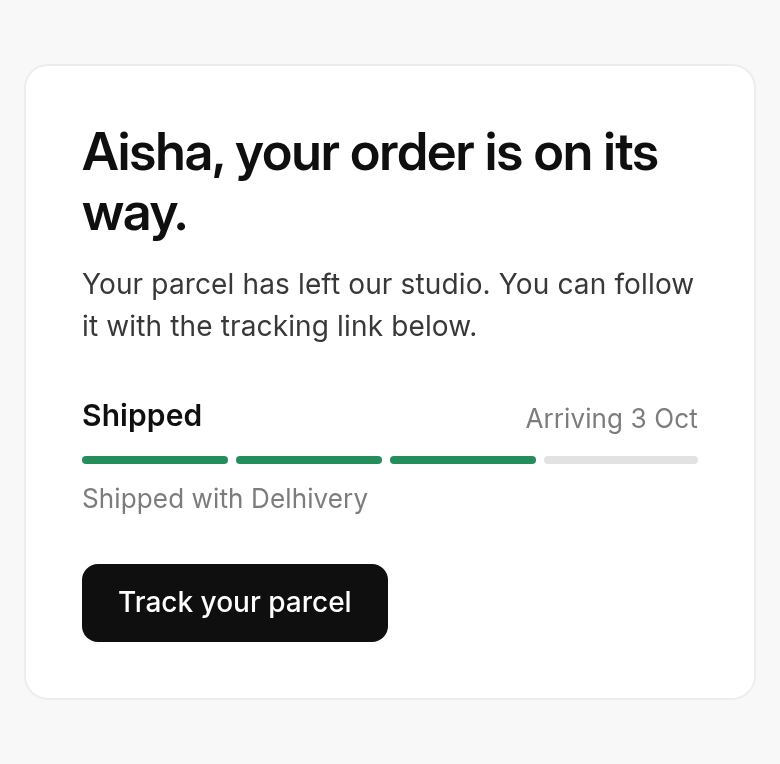 Aisha, your order is on its
way.
Your parcel has left our studio. You can follow
it with the tracking link below.
Shipped
Arriving 3 Oct
Shipped with Delhivery
Track your parcel